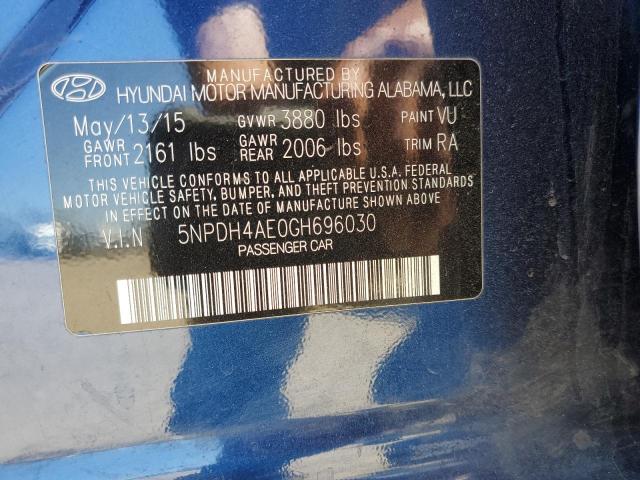 MANUFACTURED BY
HYUNDAI MOTOR MANUFACTURING ALABAMA, LLC
May/13/15 GVWR 3880 lbs PAINT VU
GAWR FRONT 2161 lbs GAWR REAR 2006 lbs TRIM RA
THIS VEHICLE CONFORMS TO ALL APPLICABLE U.S.A. FEDERAL
MOTOR VEHICLE SAFETY, BUMPER, AND THEFT PREVENTION STANDARDS
IN EFFECT ON THE DATE OF MANUFACTURE SHOWN ABOVE.
V.I.N 5NPDH4AE0GH696030
PASSENGER CAR